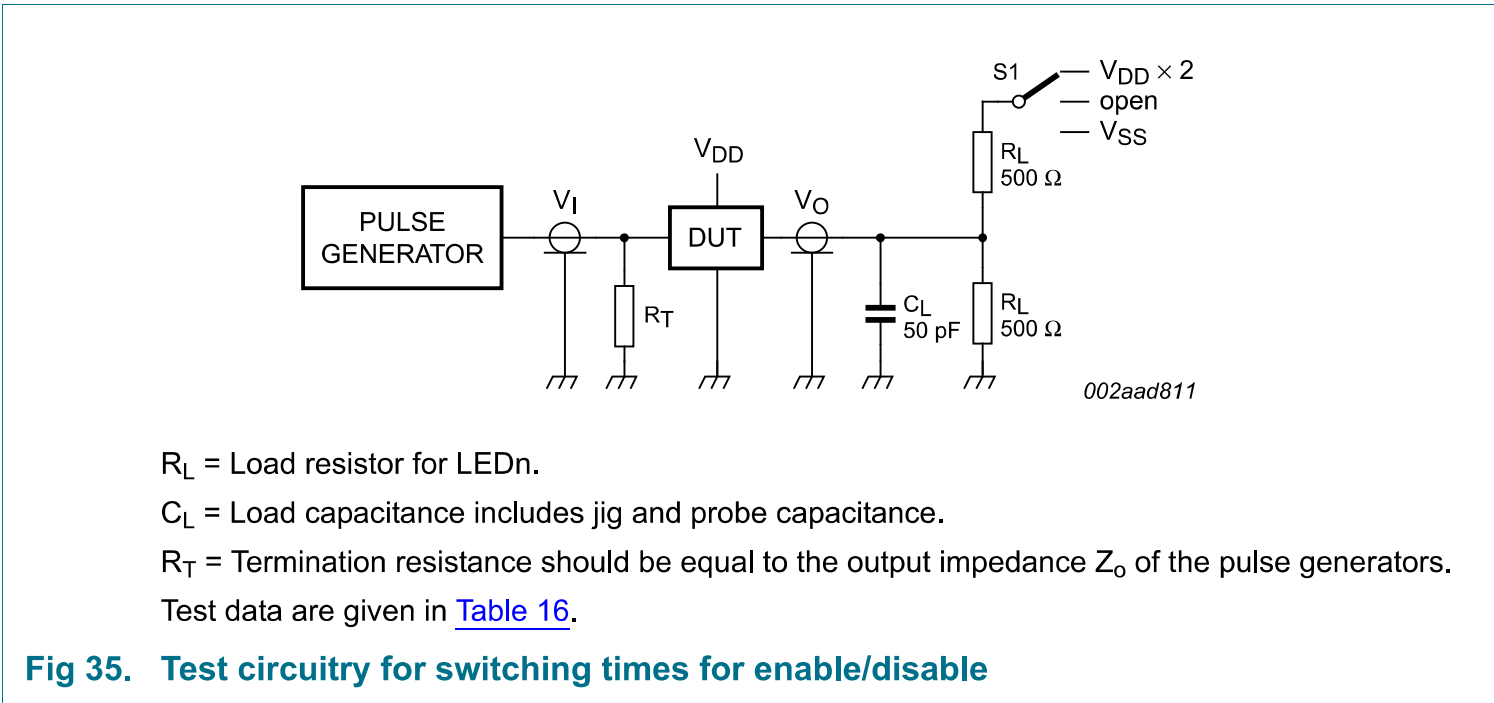 S1
V_DD × 2
open
V_SS
R_L
500 Ω
V_DD
V_I
V_O
PULSE
GENERATOR
DUT
R_T
C_L
50 pF
R_L
500 Ω
002aad811
R_L = Load resistor for LEDn.
C_L = Load capacitance includes jig and probe capacitance.
R_T = Termination resistance should be equal to the output impedance Z_o of the pulse generators.
Test data are given in Table 16.
Fig 35. Test circuitry for switching times for enable/disable